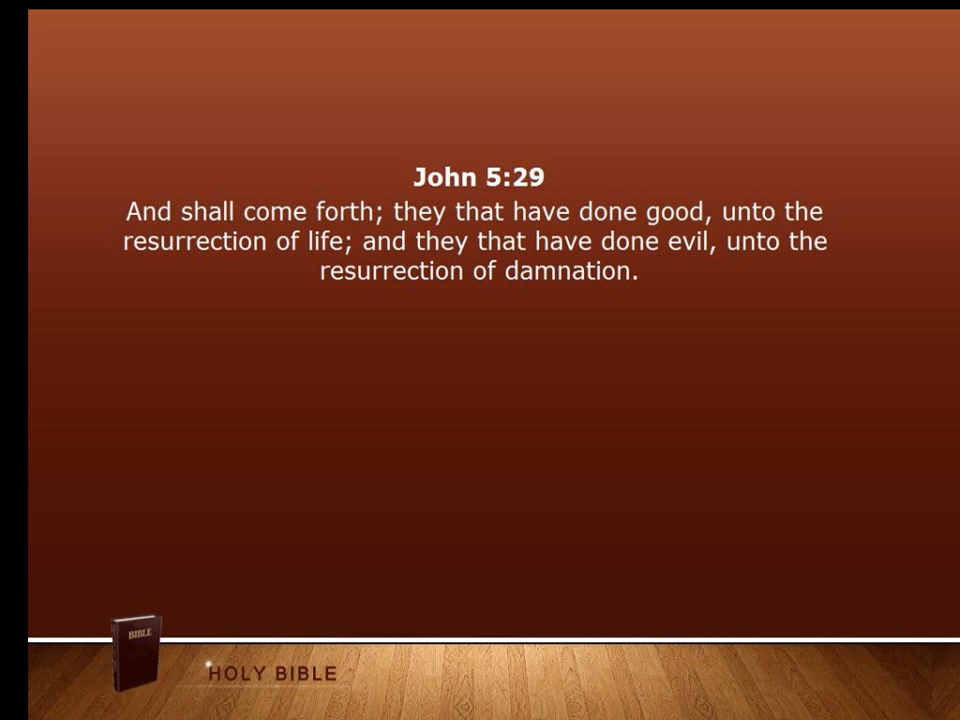 John 5:29
And shall come forth; they that have done good, unto the
resurrection of life; and they that have done evil, unto the
resurrection of damnation.
BIBLE
HOLY BIBLE